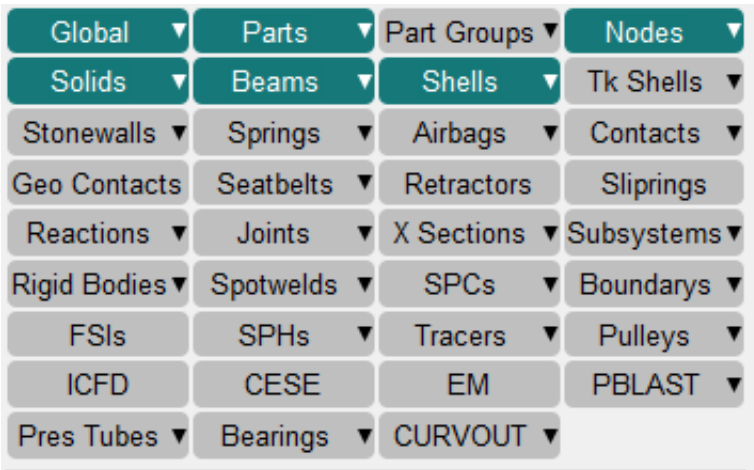 Global ▼ Parts ▼ Part Groups ▼ Nodes ▼
Solids ▼ Beams ▼ Shells ▼ Tk Shells ▼
Stonewalls ▼ Springs ▼ Airbags ▼ Contacts ▼
Geo Contacts Seatbelts ▼ Retractors Sliprings
Reactions ▼ Joints ▼ X Sections ▼ Subsystems ▼
Rigid Bodies ▼ Spotwelds ▼ SPCs ▼ Boundarys ▼
FSIs SPHs ▼ Tracers ▼ Pulleys ▼
ICFD CESE EM PBLAST ▼
Pres Tubes ▼ Bearings ▼ CURVOUT ▼